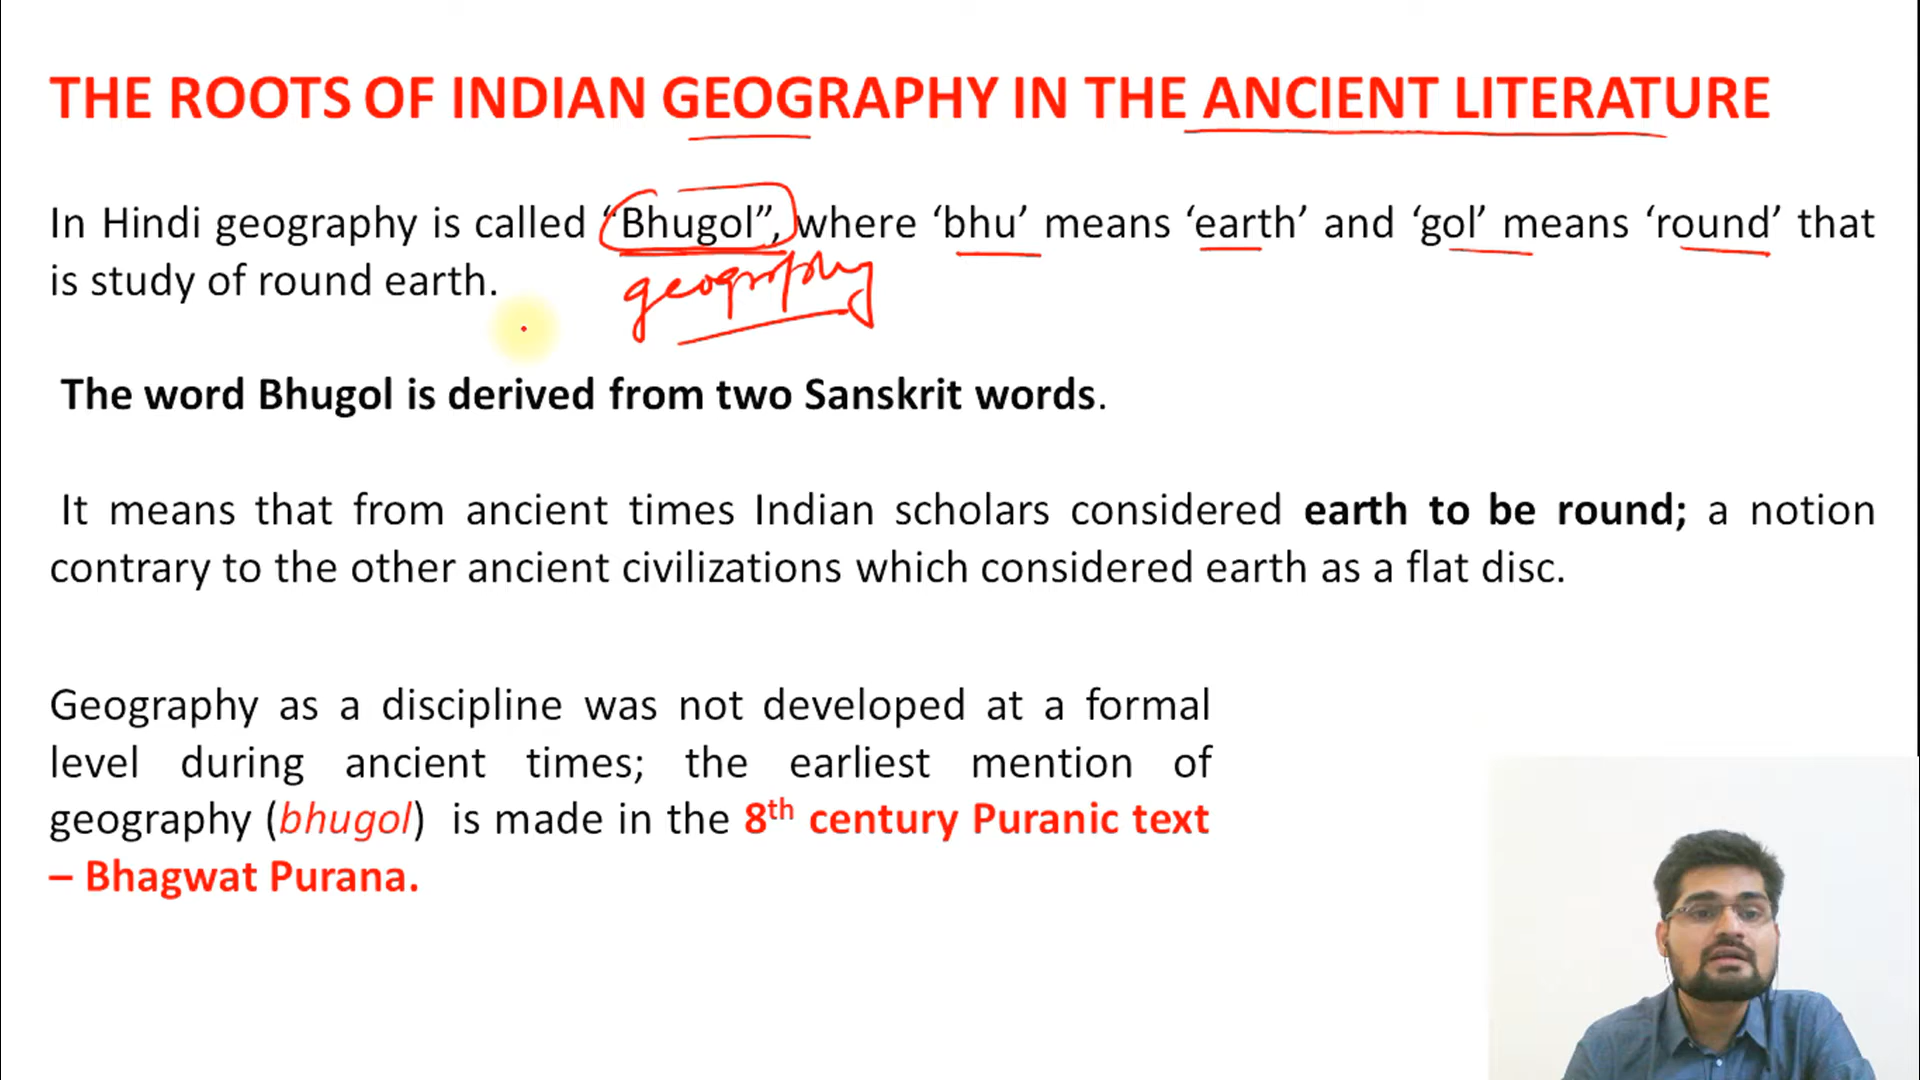 THE ROOTS OF INDIAN GEOGRAPHY IN THE ANCIENT LITERATURE
In Hindi geography is called “Bhugol”, where ‘bhu’ means ‘earth’ and ‘gol’ means ‘round’ that
is study of round earth.
geography
The word Bhugol is derived from two Sanskrit words.
It means that from ancient times Indian scholars considered earth to be round; a notion
contrary to the other ancient civilizations which considered earth as a flat disc.
Geography as a discipline was not developed at a formal
level during ancient times; the earliest mention of
geography (bhugol) is made in the 8th century Puranic text
– Bhagwat Purana.